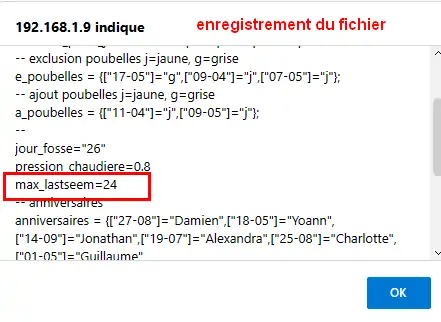 192.168.1.9 indique
enregistrement du fichier
-- exclusion poubelles j=jaune, g=grise
e_poubelles = {["17-05"]="g",["09-04"]="j",["07-05"]="j"};
-- ajout poubelles j=jaune, g=grise
a_poubelles = {["11-04"]="j",["09-05"]="j"};
--
jour_fosse="26"
pression_chaudiere=0.8
max_lastseem=24
-- anniversaires
anniversaires = {["27-08"]="Damien",["18-05"]="Yoann",
["14-09"]="Jonathan",["19-07"]="Alexandra",["25-08"]="Charlotte",
["01-05"]="Guillaume"
OK